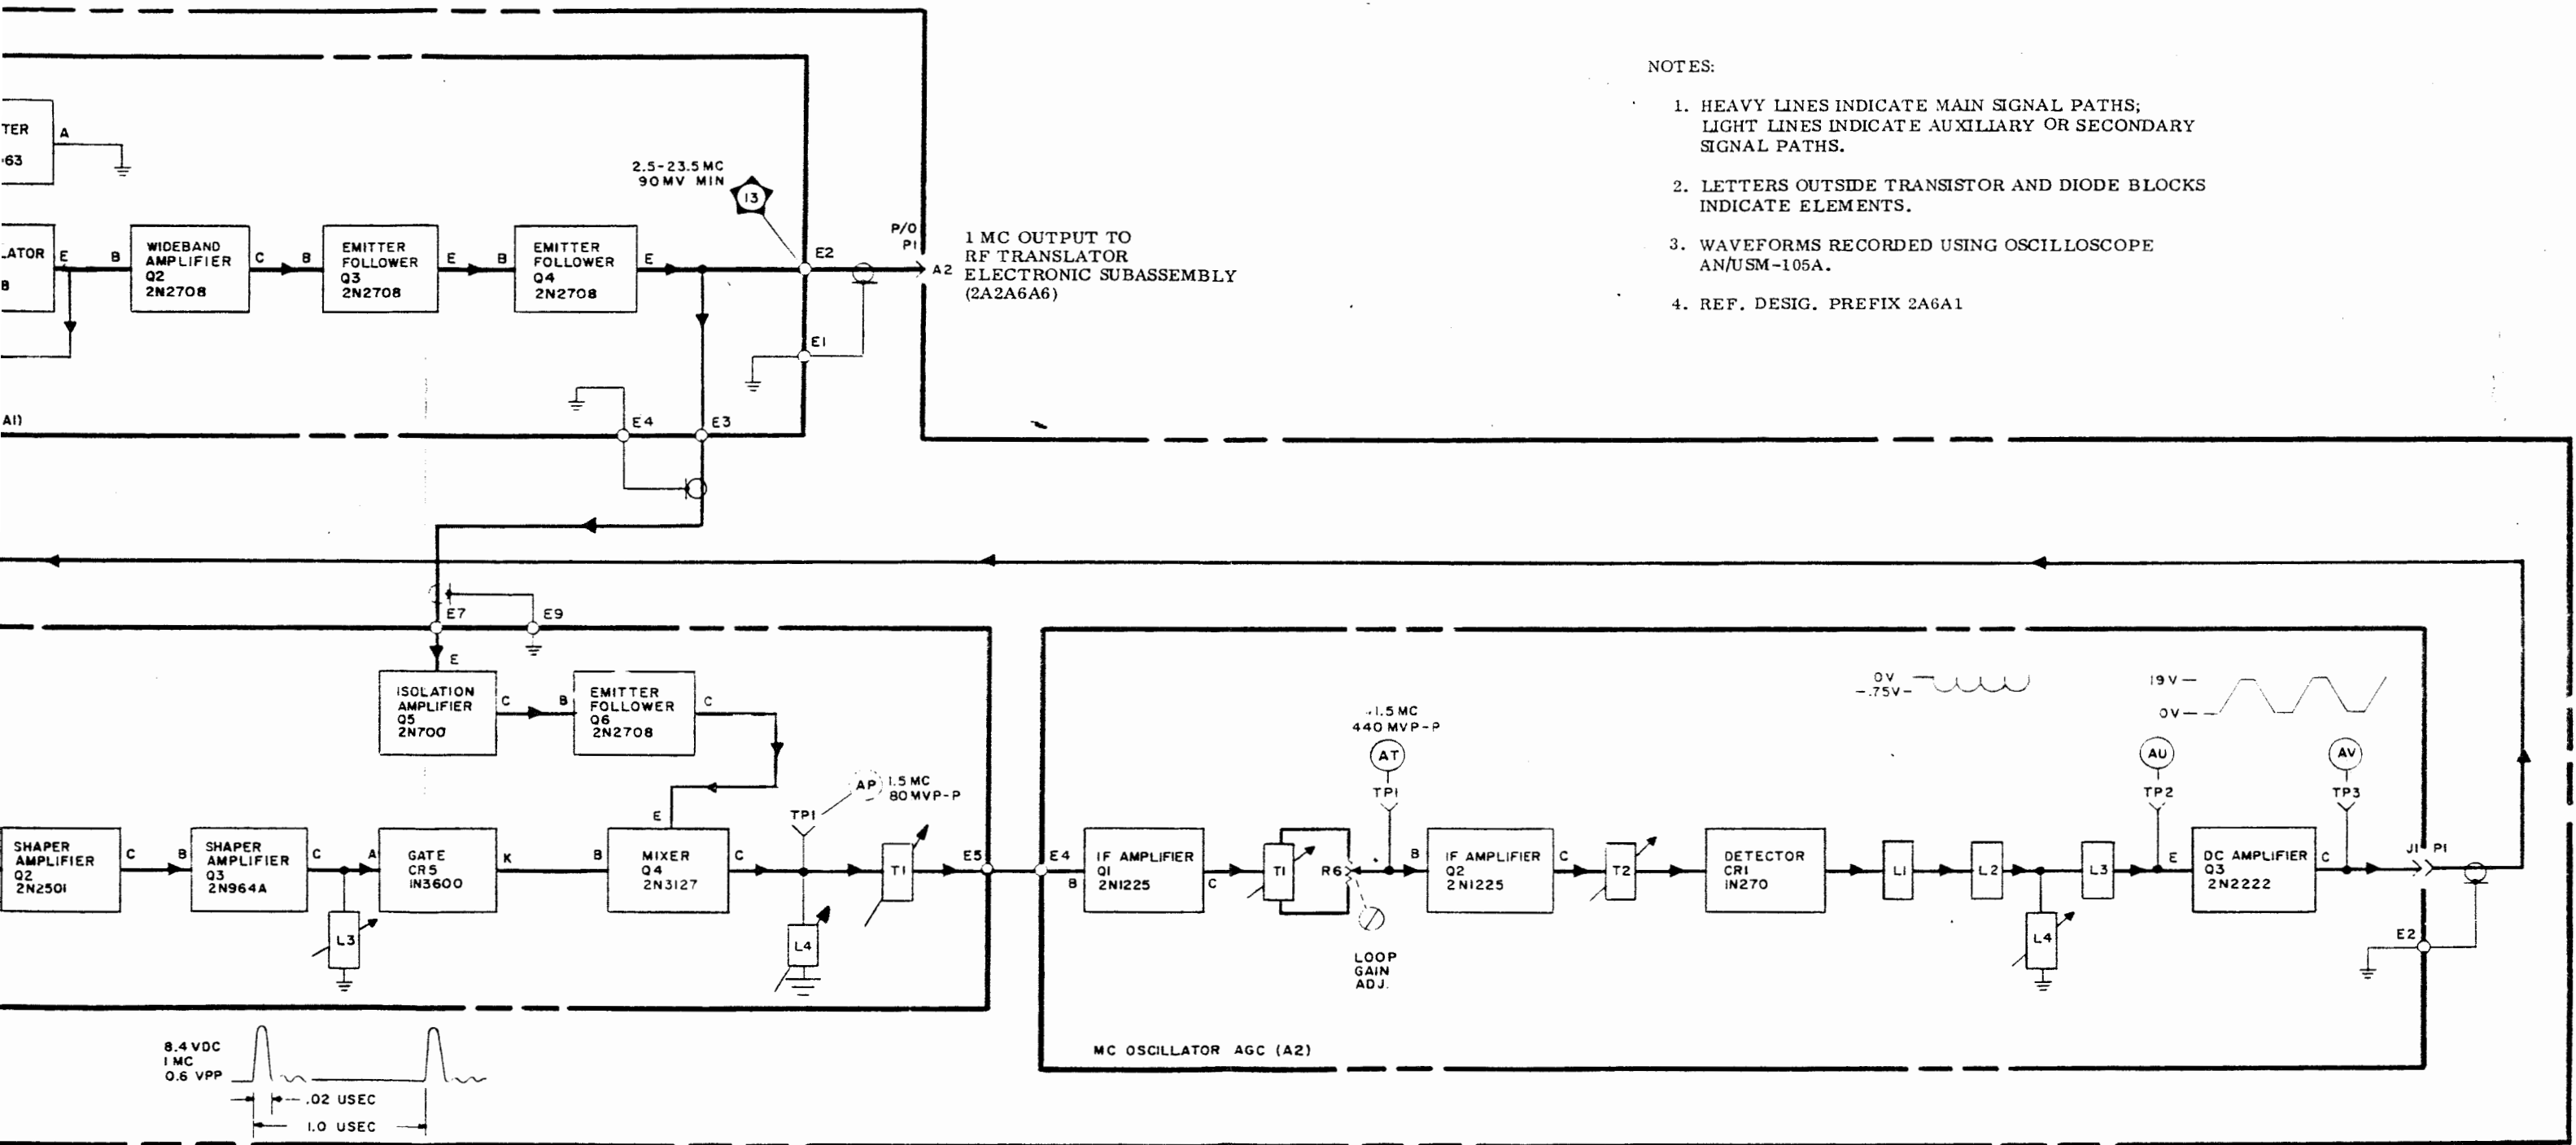 NOTES:
1. HEAVY LINES INDICATE MAIN SIGNAL PATHS;
LIGHT LINES INDICATE AUXILIARY OR SECONDARY
SIGNAL PATHS.
2. LETTERS OUTSIDE TRANSISTOR AND DIODE BLOCKS
INDICATE ELEMENTS.
3. WAVEFORMS RECORDED USING OSCILLOSCOPE
AN/USM-105A.
4. REF. DESIG. PREFIX 2A6A1
TER
63
A
2.5-23.5 MC
90 MV MIN
13
LATOR
B
E
B
WIDEBAND
AMPLIFIER
Q2
2N2708
C
B
EMITTER
FOLLOWER
Q3
2N2708
E
B
EMITTER
FOLLOWER
Q4
2N2708
E
E2
P/O
P1
A2
1 MC OUTPUT TO
RF TRANSLATOR
ELECTRONIC SUBASSEMBLY
(2A2A6A6)
E1
A1)
E4
E3
E7
E9
E
ISOLATION
AMPLIFIER
Q5
2N700
C
B
EMITTER
FOLLOWER
Q6
2N2708
C
SHAPER
AMPLIFIER
Q2
2N2501
C
B
SHAPER
AMPLIFIER
Q3
2N964A
C
L3
A
GATE
CR5
1N3600
K
B
E
MIXER
Q4
2N3127
C
TP1
AP
1.5 MC
80 MVP-P
L4
T1
E5
E4
B
IF AMPLIFIER
Q1
2N1225
C
T1
R6
LOOP
GAIN
ADJ.
1.5 MC
440 MVP-P
AT
TP1
B
IF AMPLIFIER
Q2
2N1225
C
T2
DETECTOR
CR1
1N270
0V
-.75V
L1
L2
L4
L3
AU
TP2
E
DC AMPLIFIER
Q3
2N2222
C
19V
0V
AV
TP3
J1
P1
E2
MC OSCILLATOR AGC (A2)
8.4 VDC
1 MC
0.6 VPP
.02 USEC
1.0 USEC